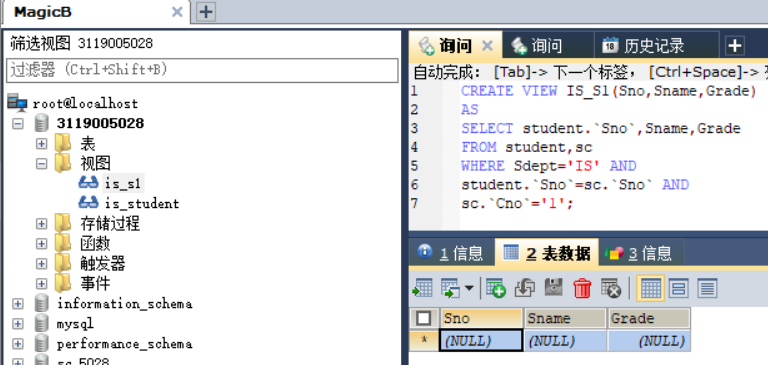 MagicB
筛选视图 3119005028
过滤器 (Ctrl+Shift+B)
root@localhost
3119005028
表
视图
is_s1
is_student
存储过程
函数
触发器
事件
information_schema
mysql
performance_schema
sc_5028
询问
询问
历史记录
自动完成: [Tab]-> 下一个标签, [Ctrl+Space]->
1 CREATE VIEW IS_S1(Sno,Sname,Grade)
2 AS
3 SELECT student.`Sno`,Sname,Grade
4 FROM student,sc
5 WHERE Sdept='IS' AND
6 student.`Sno`=sc.`Sno` AND
7 sc.`Cno`='1';
1 信息
2 表数据
3 信息
Sno Sname Grade
* (NULL) (NULL) (NULL)